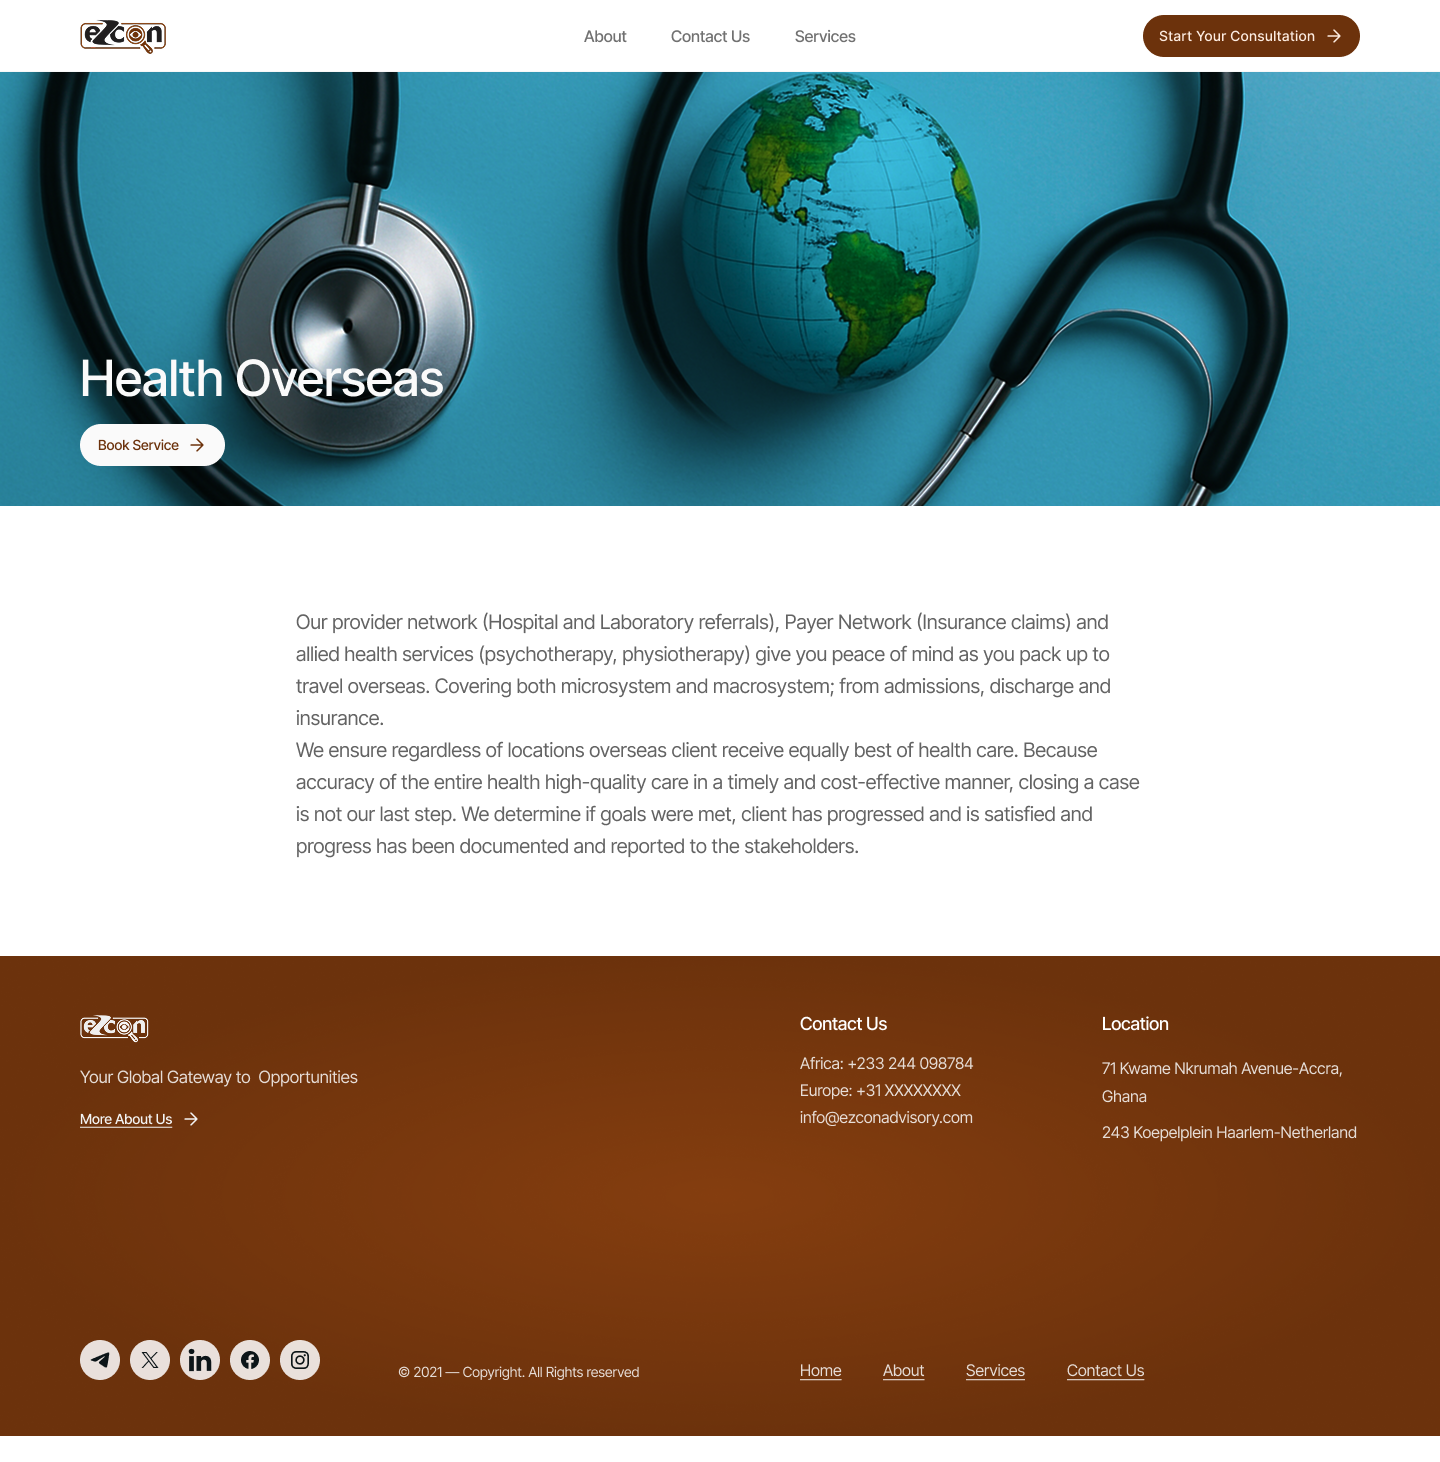 ezcon
About
Contact Us
Services
Start Your Consultation
Health Overseas
Book Service
Our provider network (Hospital and Laboratory referrals), Payer Network (Insurance claims) and
allied health services (psychotherapy, physiotherapy) give you peace of mind as you pack up to
travel overseas. Covering both microsystem and macrosystem; from admissions, discharge and
insurance.
We ensure regardless of locations overseas client receive equally best of health care. Because
accuracy of the entire health high-quality care in a timely and cost-effective manner, closing a case
is not our last step. We determine if goals were met, client has progressed and is satisfied and
progress has been documented and reported to the stakeholders.
ezcon
Your Global Gateway to  Opportunities
More About Us
Contact Us
Africa: +233 244 098784
Europe: +31 XXXXXXXX
info@ezconadvisory.com
Location
71 Kwame Nkrumah Avenue-Accra,
Ghana
243 Koepelplein Haarlem-Netherland
in
© 2021 — Copyright. All Rights reserved
Home
About
Services
Contact Us